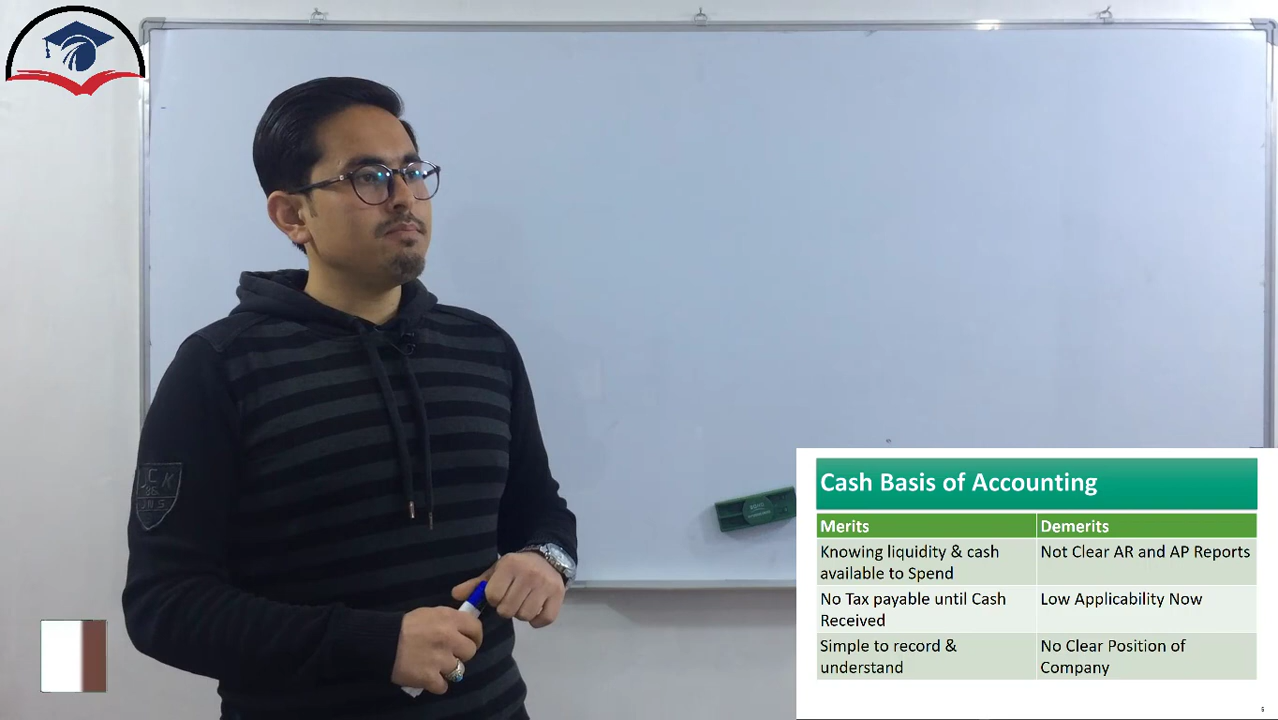 Cash Basis of Accounting
Merits
Demerits
Knowing liquidity & cash
available to Spend
Not Clear AR and AP Reports
No Tax payable until Cash
Received
Low Applicability Now
Simple to record &
understand
No Clear Position of
Company
J.N.S